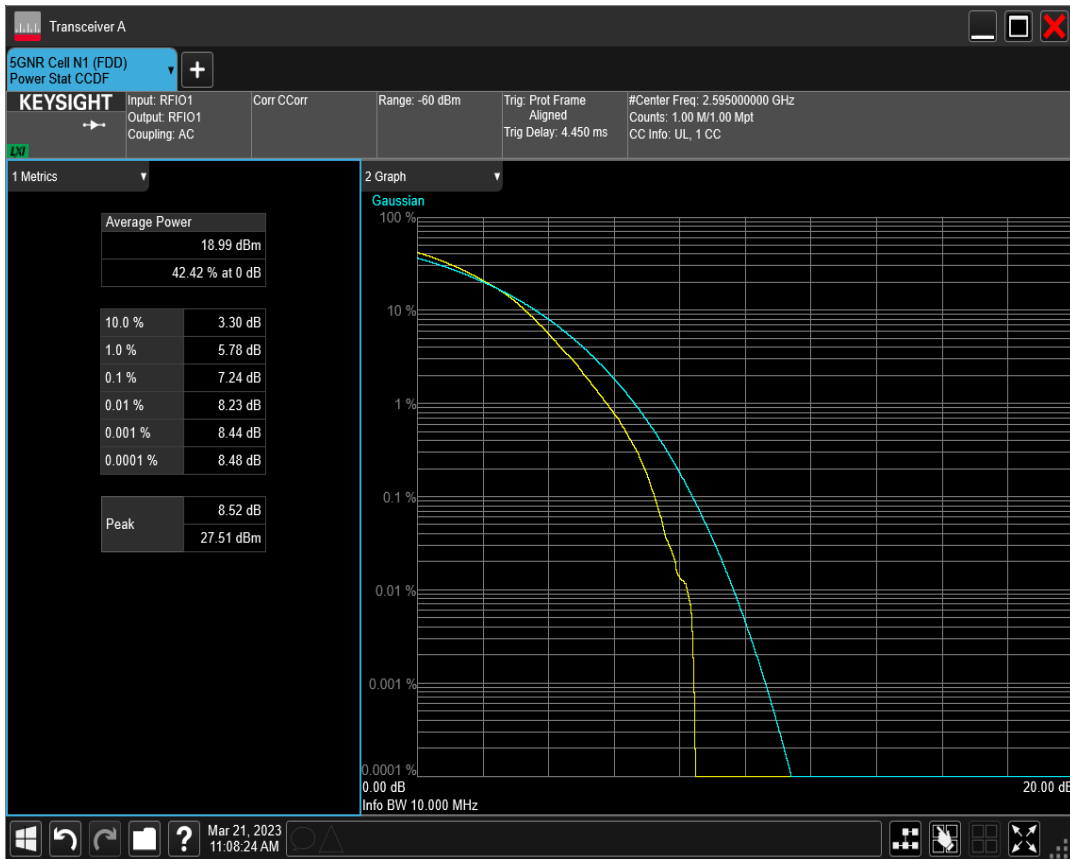 Transceiver A
5GNR Cell N1 (FDD)
Power Stat CCDF
+
KEYSIGHT
LXI
Input: RFIO1
Output: RFIO1
Coupling: AC
Corr CCorr
Range: -60 dBm
Trig: Prot Frame
Aligned
Trig Delay: 4.450 ms
#Center Freq: 2.595000000 GHz
Counts: 1.00 M/1.00 Mpt
CC Info: UL, 1 CC
1 Metrics
Average Power
18.99 dBm
42.42 % at 0 dB
10.0 % 3.30 dB
1.0 % 5.78 dB
0.1 % 7.24 dB
0.01 % 8.23 dB
0.001 % 8.44 dB
0.0001 % 8.48 dB
Peak
8.52 dB
27.51 dBm
2 Graph
Gaussian
100 %
10 %
1 %
0.1 %
0.01 %
0.001 %
0.0001 %
0.00 dB 20.00 dB
Info BW 10.000 MHz
?
Mar 21, 2023
11:08:24 AM